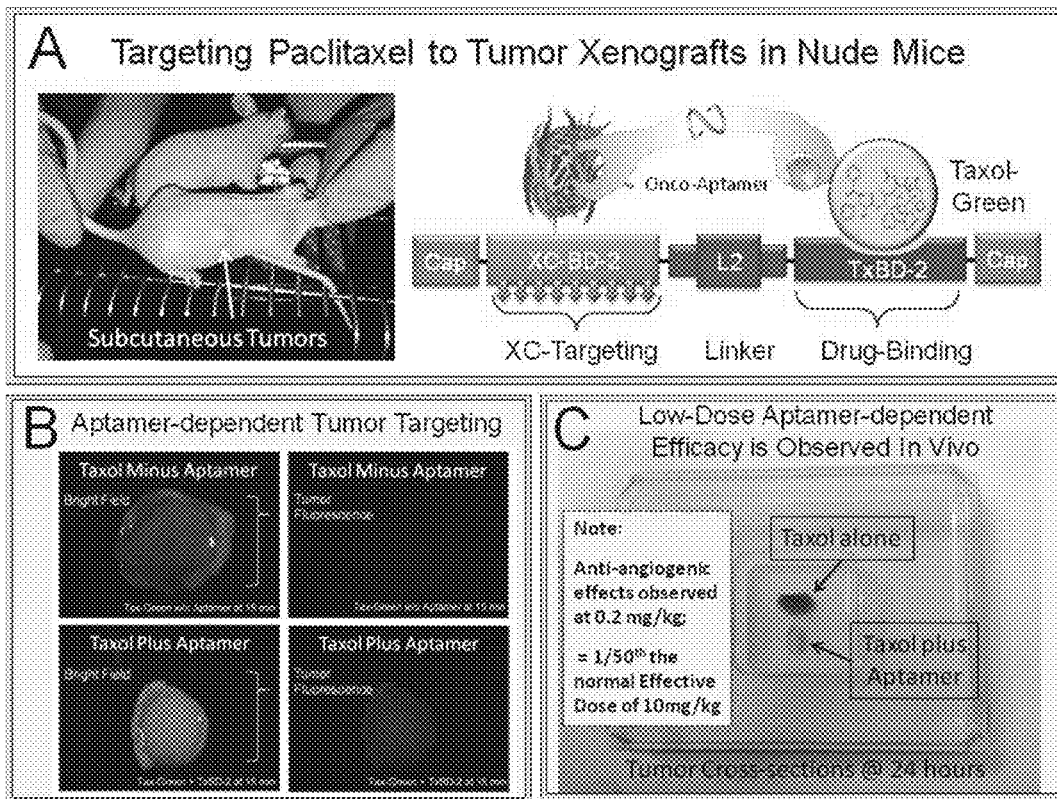 A Targeting Paclitaxel to Tumor Xenografts in Nude Mice
Subcutaneous Tumors
Onco-Aptamer
Taxol-
Green
Cap
L2
TxBD-2
Cap
XC-Targeting
Linker
Drug-Binding
B Aptamer-dependent Tumor Targeting
Taxol Minus Aptamer
Bright Field
Taxol Minus Aptamer
Tumor
Fluorescence
Taxol Plus Aptamer
Bright Field
Taxol Plus Aptamer
Tumor
Fluorescence
C Low-Dose Aptamer-dependent
Efficacy is Observed In Vivo
Note:
Anti-angiogenic
effects observed
at 0.2 mg/kg;
= 1/50th the
normal Effective
Dose of 10mg/kg
Taxol alone
Taxol plus
Aptamer
Tumor Cross-sections @ 24 hours